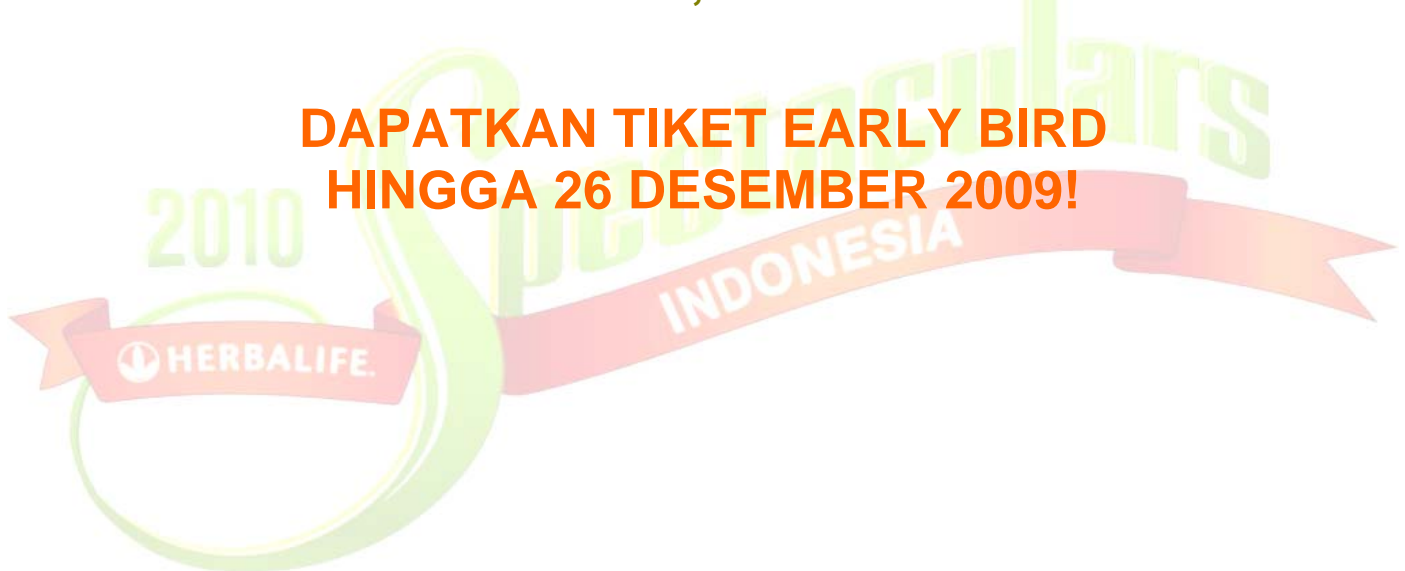 DAPATKAN TIKET EARLY BIRD
HINGGA 26 DESEMBER 2009!
2010
Spectaculars
INDONESIA
HERBALIFE.